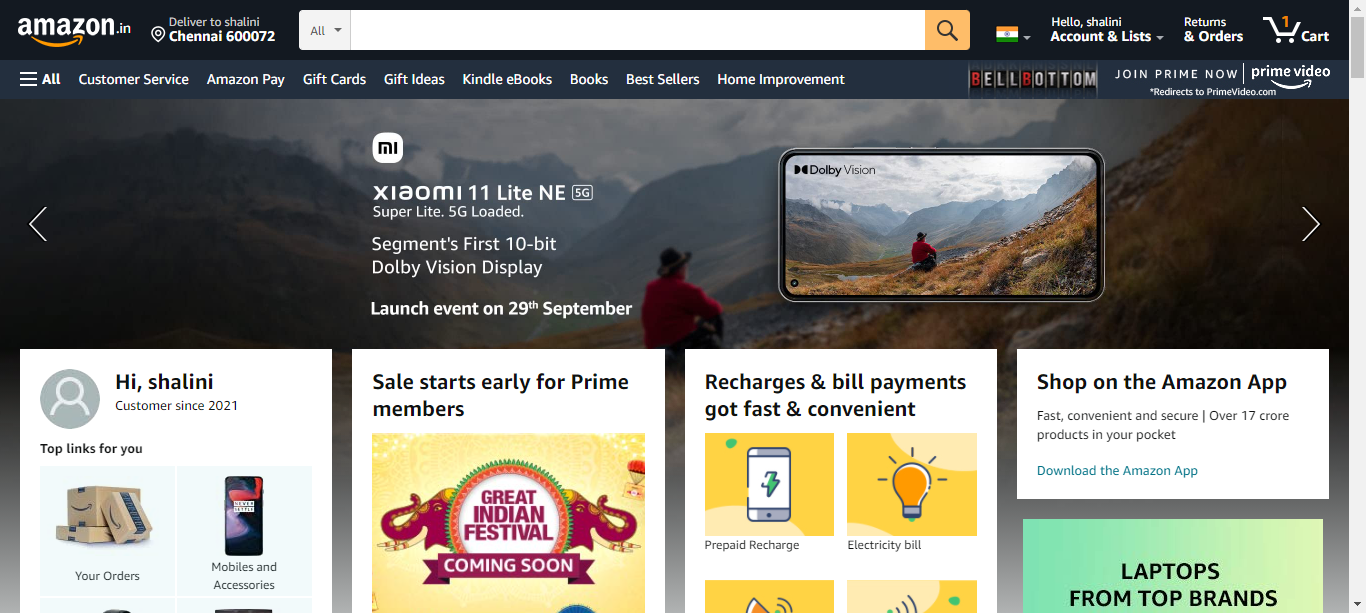 amazon.in
Deliver to shalini
Chennai 600072
All
Hello, shalini
Account & Lists
Returns
& Orders
1
Cart
All
Customer Service
Amazon Pay
Gift Cards
Gift Ideas
Kindle eBooks
Books
Best Sellers
Home Improvement
BELLBOTTOM
JOIN PRIME NOW
prime video
*Redirects to PrimeVideo.com
mi
xiaomi 11 Lite NE 5G
Super Lite. 5G Loaded.
Segment's First 10-bit
Dolby Vision Display
Launch event on 29th September
Dolby Vision
Hi, shalini
Customer since 2021
Top links for you
Your Orders
NEVER
SETTLE
Mobiles and
Accessories
Sale starts early for Prime
members
GREAT
INDIAN
FESTIVAL
COMING SOON
Recharges & bill payments
got fast & convenient
Prepaid Recharge
Electricity bill
Shop on the Amazon App
Fast, convenient and secure | Over 17 crore
products in your pocket
Download the Amazon App
LAPTOPS
FROM TOP BRANDS